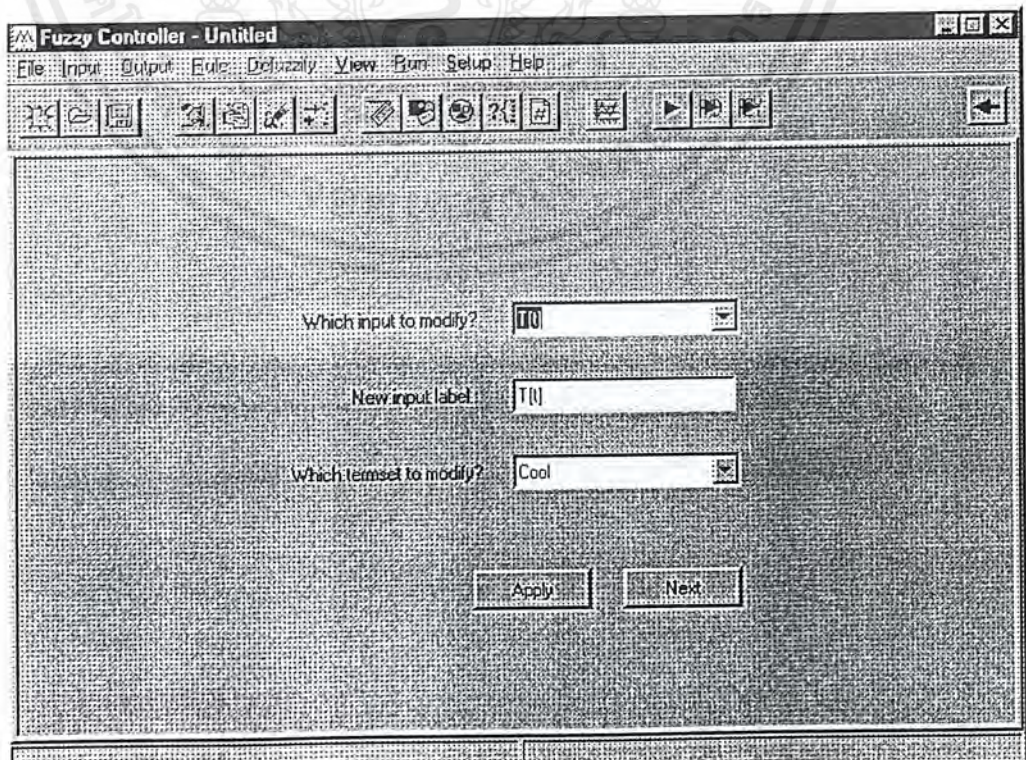 Fuzzy Controller - Untitled
File Input Output Rule Defuzzify View Run Setup Help
Which input to modify? T[t]
New input label: T[t]
Which termset to modify? Cool
Apply Next